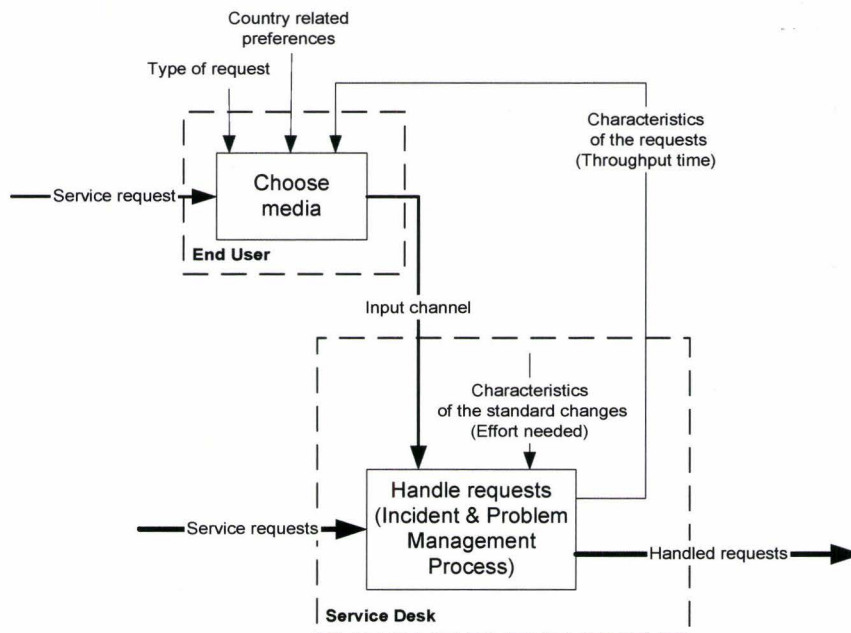 Country related
preferences
Type of request
Characteristics
of the requests
(Throughput time)
Choose
media
Service request
End User
Input channel
Characteristics
of the standard changes
(Effort needed)
Handle requests
(Incident & Problem
Management
Process)
Service requests
Handled requests
Service Desk